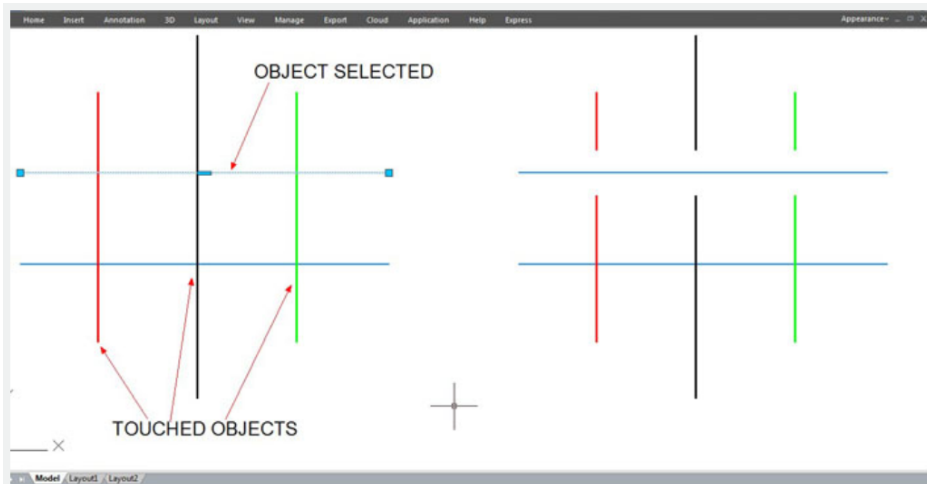 Home Insert Annotation 3D Layout View Manage Export Cloud Application Help Express Appearance
OBJECT SELECTED
TOUCHED OBJECTS
Model Layout1 Layout2